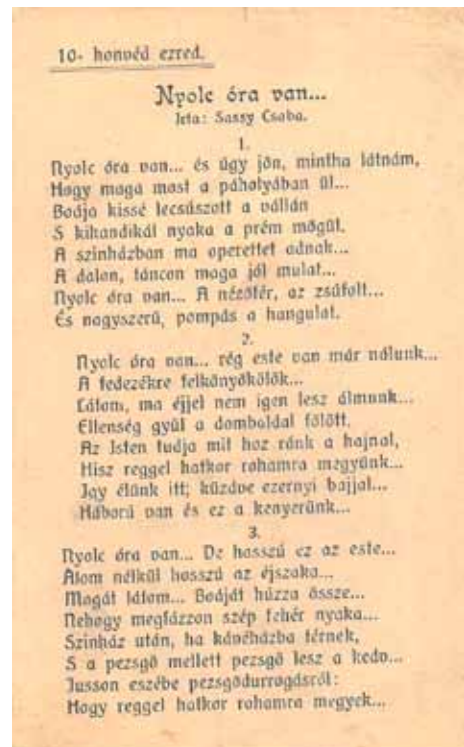 10- honvéd ezred.
Nyolc óra van...
Irta: Sassy Csaba.
1.
Nyolc óra van... és úgy jön, mintha látnám,
Hogy maga most a páholyában ül...
Boája kissé lecsúszott a vállán
S kikandikál nyaka a prém mögül.
A szinházban ma operettet adnak...
A dalon, táncon maga jól mulat...
Nyolc óra van... A nézőtér, az zsúfolt...
És nagyszerű, pompás a hangulat.
2.
Nyolc óra van... rég este van már nálunk...
A fedezékre felkönyökölök...
Látom, ma éjjel nem igen lesz álmunk...
Ellenség gyűl a domboldal fölött.
Az Isten tudja mit hoz ránk a hajnal,
Hisz reggel hatkor rohamra megyünk...
Igy élünk itt; küzdve ezernyi bajjal...
Háború van és ez a kenyerünk...
3.
Nyolc óra van... De hosszú ez az este...
Álom nélkül hosszú az éjszaka...
Magát látom... Boáját húzza össze...
Nehogy megfázzon szép fehér nyaka...
Szinház után, ha kávéházba térnek,
S a pezsgő mellett pezsgő lesz a kedv...
Jusson eszébe pezsgődurrogásról:
Hogy reggel hatkor rohamra megyek...